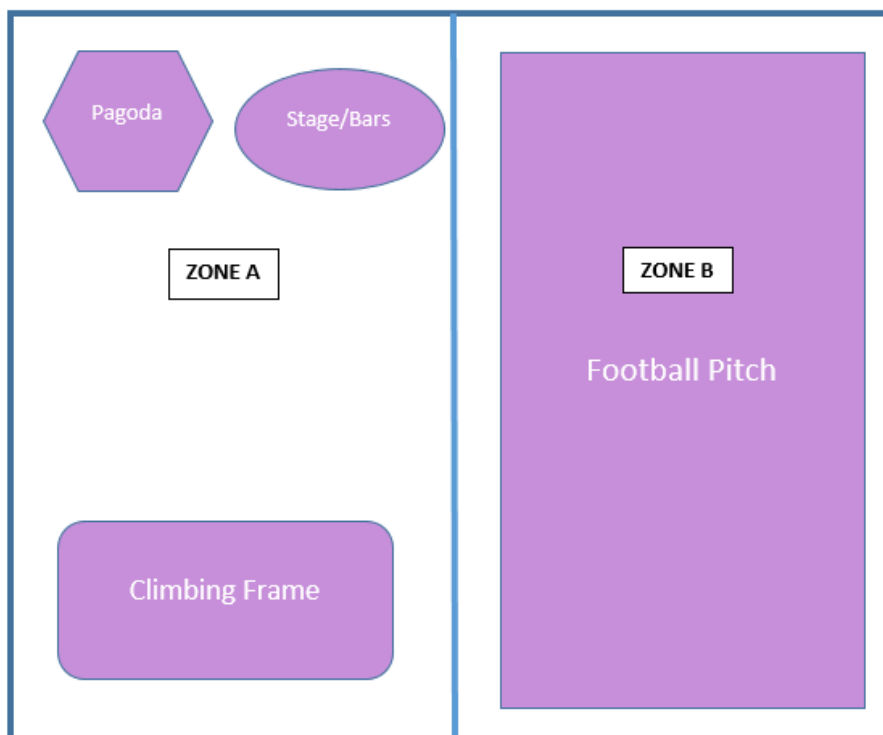 Pagoda
Stage/Bars
ZONE A
ZONE B
Football Pitch
Climbing Frame